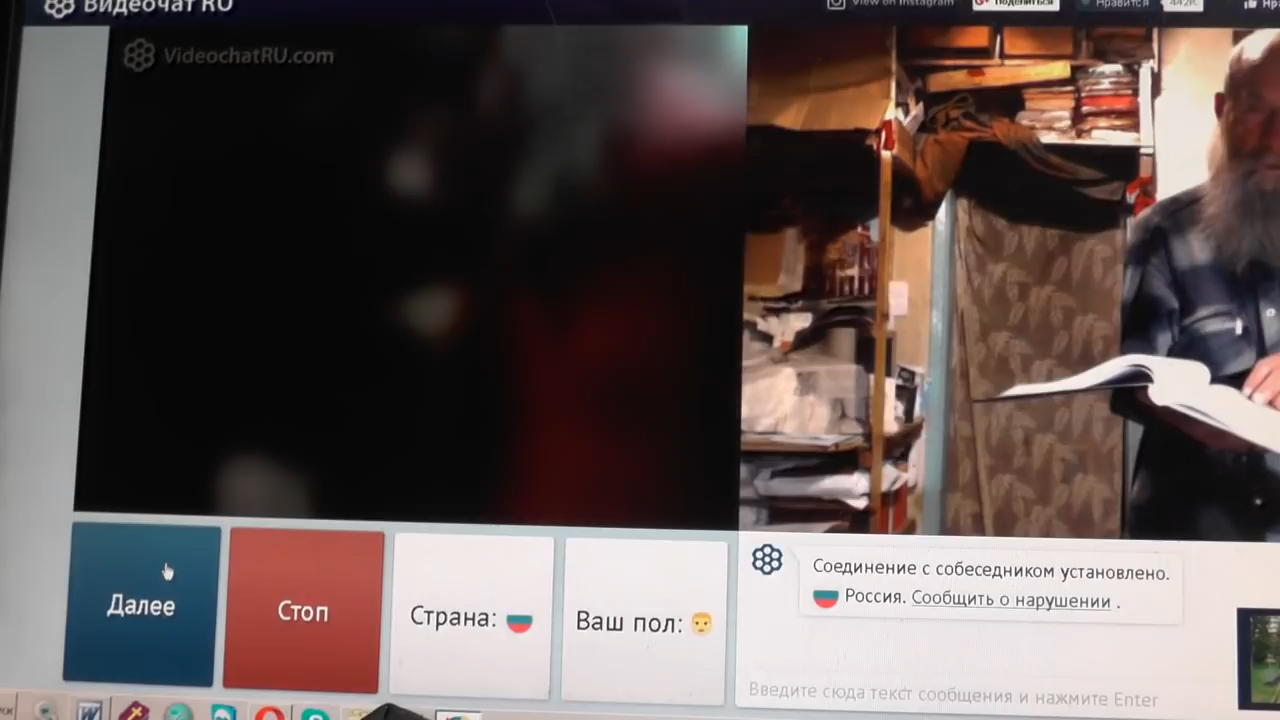 Видеочат RU
View on Instagram
Поделиться
Нравится
442K
VideochatRU.com
Далее
Стоп
Страна:
Ваш пол:
Соединение с собеседником установлено.
Россия. Сообщить о нарушении .
Введите сюда текст сообщения и нажмите Enter